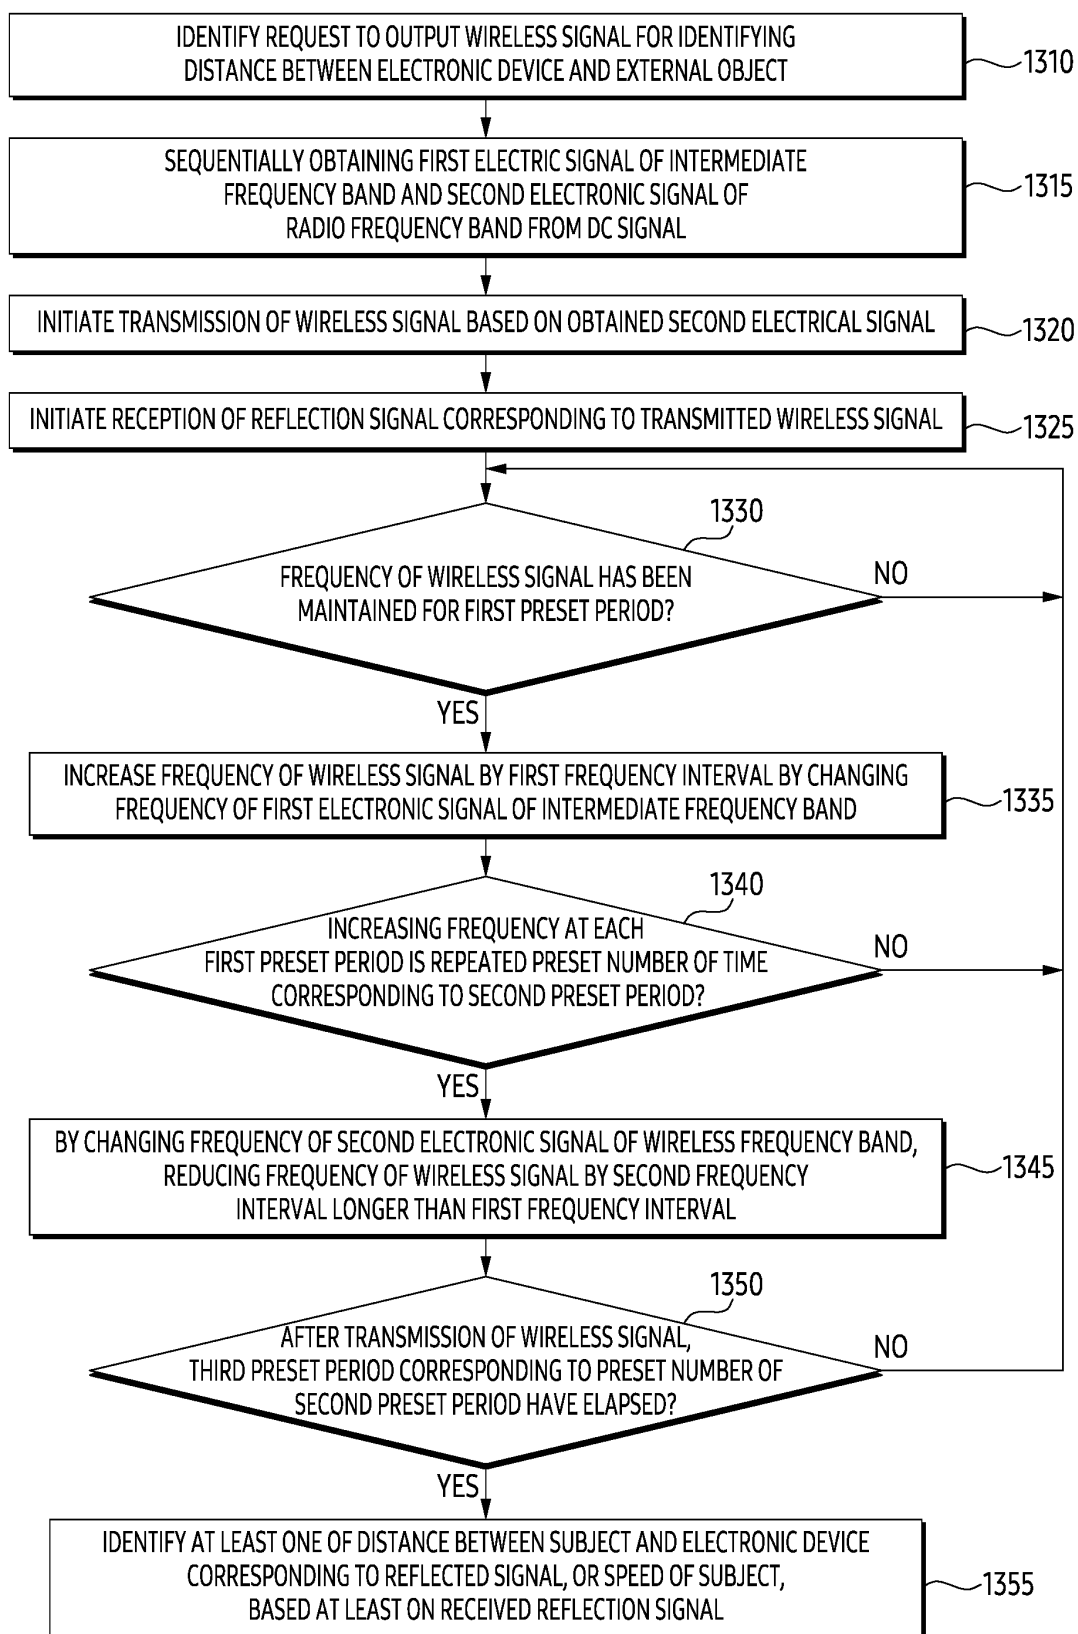 IDENTIFY REQUEST TO OUTPUT WIRELESS SIGNAL FOR IDENTIFYING
DISTANCE BETWEEN ELECTRONIC DEVICE AND EXTERNAL OBJECT
1310
SEQUENTIALLY OBTAINING FIRST ELECTRIC SIGNAL OF INTERMEDIATE
FREQUENCY BAND AND SECOND ELECTRONIC SIGNAL OF
RADIO FREQUENCY BAND FROM DC SIGNAL
1315
INITIATE TRANSMISSION OF WIRELESS SIGNAL BASED ON OBTAINED SECOND ELECTRICAL SIGNAL
1320
INITIATE RECEPTION OF REFLECTION SIGNAL CORRESPONDING TO TRANSMITTED WIRELESS SIGNAL
1325
1330
FREQUENCY OF WIRELESS SIGNAL HAS BEEN
MAINTAINED FOR FIRST PRESET PERIOD?
NO
YES
INCREASE FREQUENCY OF WIRELESS SIGNAL BY FIRST FREQUENCY INTERVAL BY CHANGING
FREQUENCY OF FIRST ELECTRONIC SIGNAL OF INTERMEDIATE FREQUENCY BAND
1335
1340
INCREASING FREQUENCY AT EACH
FIRST PRESET PERIOD IS REPEATED PRESET NUMBER OF TIME
CORRESPONDING TO SECOND PRESET PERIOD?
NO
YES
BY CHANGING FREQUENCY OF SECOND ELECTRONIC SIGNAL OF WIRELESS FREQUENCY BAND,
REDUCING FREQUENCY OF WIRELESS SIGNAL BY SECOND FREQUENCY
INTERVAL LONGER THAN FIRST FREQUENCY INTERVAL
1345
1350
AFTER TRANSMISSION OF WIRELESS SIGNAL,
THIRD PRESET PERIOD CORRESPONDING TO PRESET NUMBER OF
SECOND PRESET PERIOD HAVE ELAPSED?
NO
YES
IDENTIFY AT LEAST ONE OF DISTANCE BETWEEN SUBJECT AND ELECTRONIC DEVICE
CORRESPONDING TO REFLECTED SIGNAL, OR SPEED OF SUBJECT,
BASED AT LEAST ON RECEIVED REFLECTION SIGNAL
1355